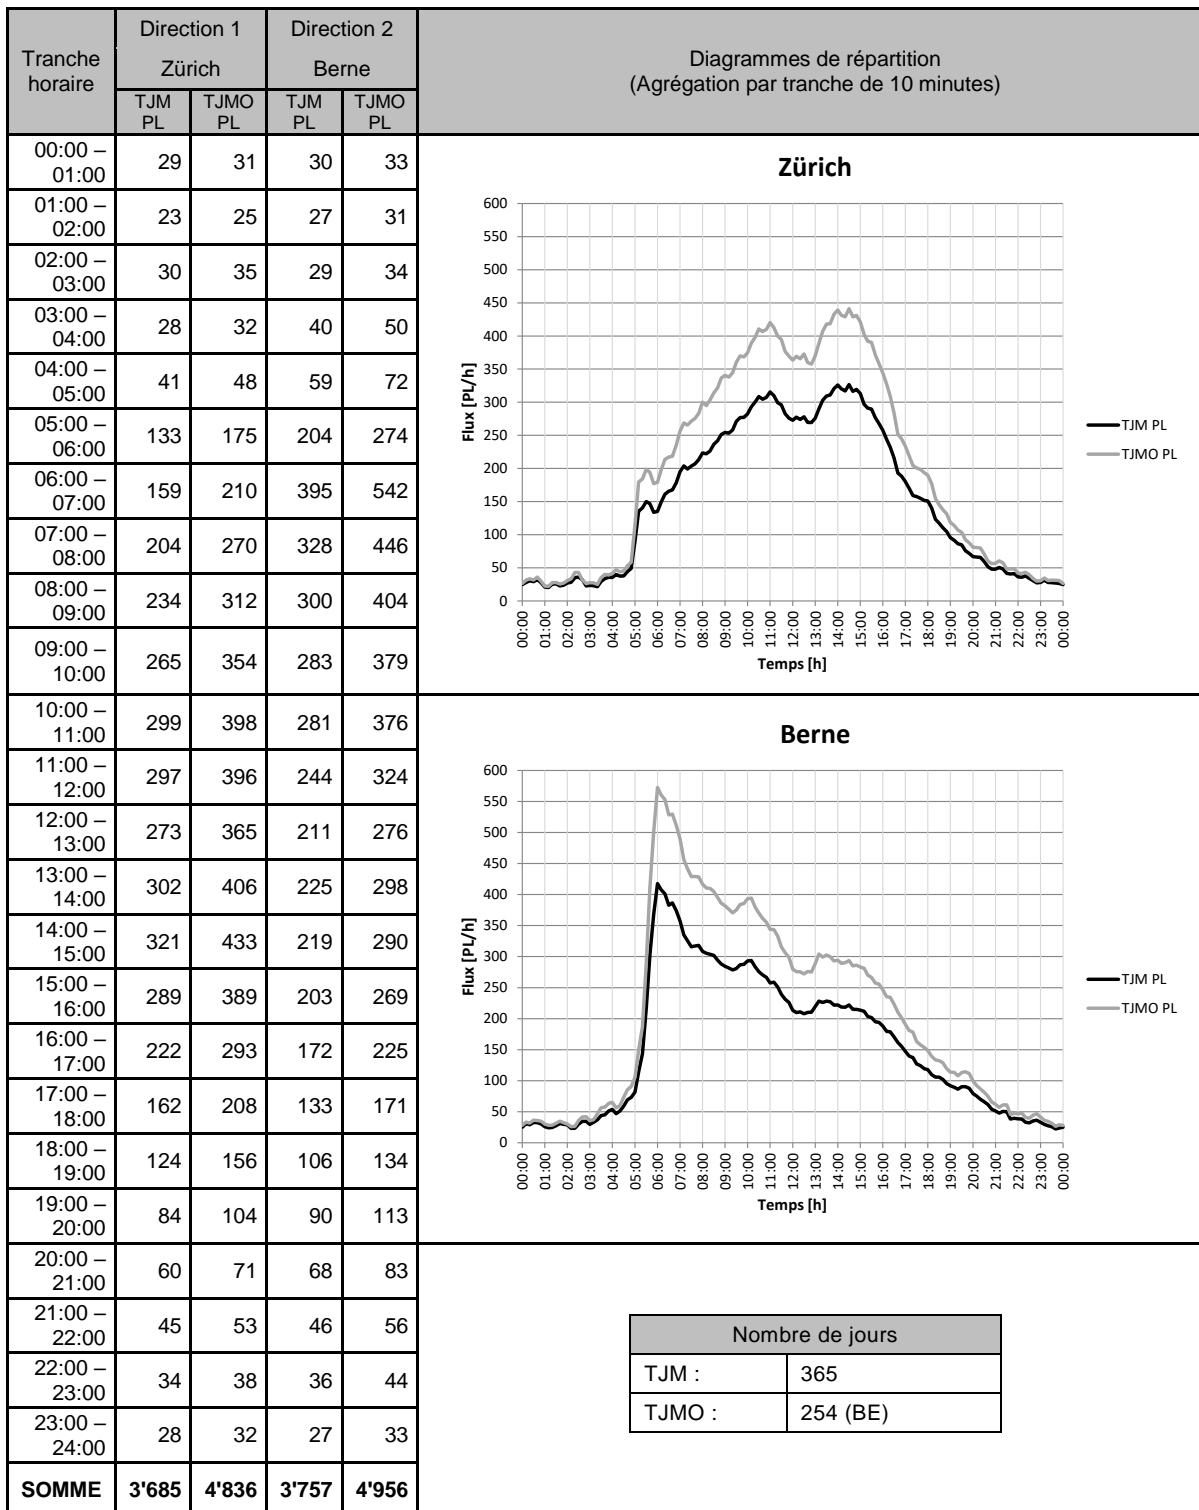 Tranche horaire
Direction 1
Direction 2
Diagrammes de répartition
(Agrégation par tranche de 10 minutes)
Zürich
Berne
TJM PL
TJMO PL
TJM PL
TJMO PL
00:00 – 01:00 29 31 30 33
01:00 – 02:00 23 25 27 31
02:00 – 03:00 30 35 29 34
03:00 – 04:00 28 32 40 50
04:00 – 05:00 41 48 59 72
05:00 – 06:00 133 175 204 274
06:00 – 07:00 159 210 395 542
07:00 – 08:00 204 270 328 446
08:00 – 09:00 234 312 300 404
09:00 – 10:00 265 354 283 379
10:00 – 11:00 299 398 281 376
11:00 – 12:00 297 396 244 324
12:00 – 13:00 273 365 211 276
13:00 – 14:00 302 406 225 298
14:00 – 15:00 321 433 219 290
15:00 – 16:00 289 389 203 269
16:00 – 17:00 222 293 172 225
17:00 – 18:00 162 208 133 171
18:00 – 19:00 124 156 106 134
19:00 – 20:00 84 104 90 113
20:00 – 21:00 60 71 68 83
21:00 – 22:00 45 53 46 56
22:00 – 23:00 34 38 36 44
23:00 – 24:00 28 32 27 33
SOMME 3'685 4'836 3'757 4'956
Zürich
600
550
500
450
400
350
300
250
200
150
100
50
0
Flux [PL/h]
00:00 01:00 02:00 03:00 04:00 05:00 06:00 07:00 08:00 09:00 10:00 11:00 12:00 13:00 14:00 15:00 16:00 17:00 18:00 19:00 20:00 21:00 22:00 23:00 00:00
Temps [h]
TJM PL
TJMO PL
Berne
600
550
500
450
400
350
300
250
200
150
100
50
0
Flux [PL/h]
00:00 01:00 02:00 03:00 04:00 05:00 06:00 07:00 08:00 09:00 10:00 11:00 12:00 13:00 14:00 15:00 16:00 17:00 18:00 19:00 20:00 21:00 22:00 23:00 00:00
Temps [h]
TJM PL
TJMO PL
Nombre de jours
TJM : 365
TJMO : 254 (BE)